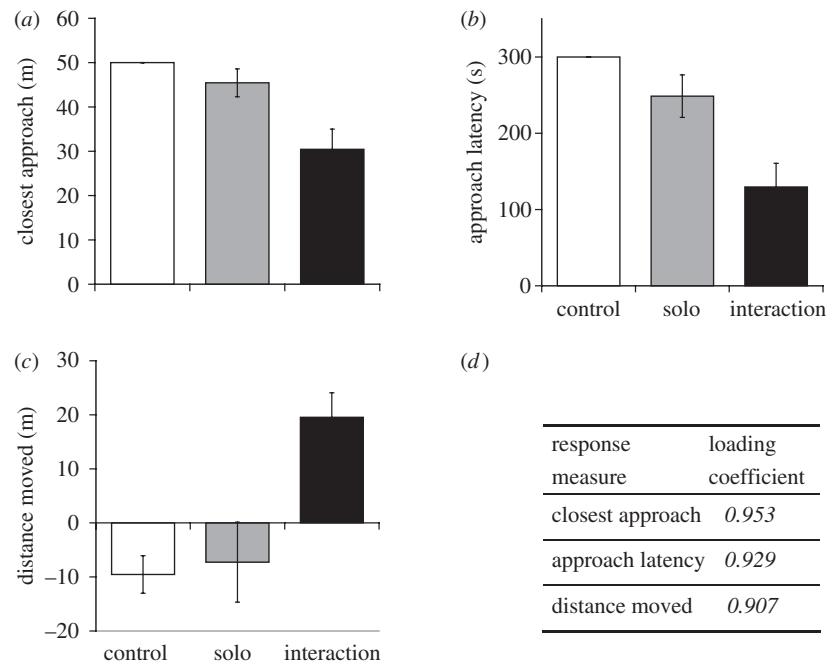 (a)
60
50
40
30
20
10
0
closest approach (m)
(b)
300
200
100
0
approach latency (s)
control solo interaction
(c)
30
20
10
0
–10
–20
distance moved (m)
control solo interaction
(d)
response loading
measure coefficient
closest approach 0.953
approach latency 0.929
distance moved 0.907